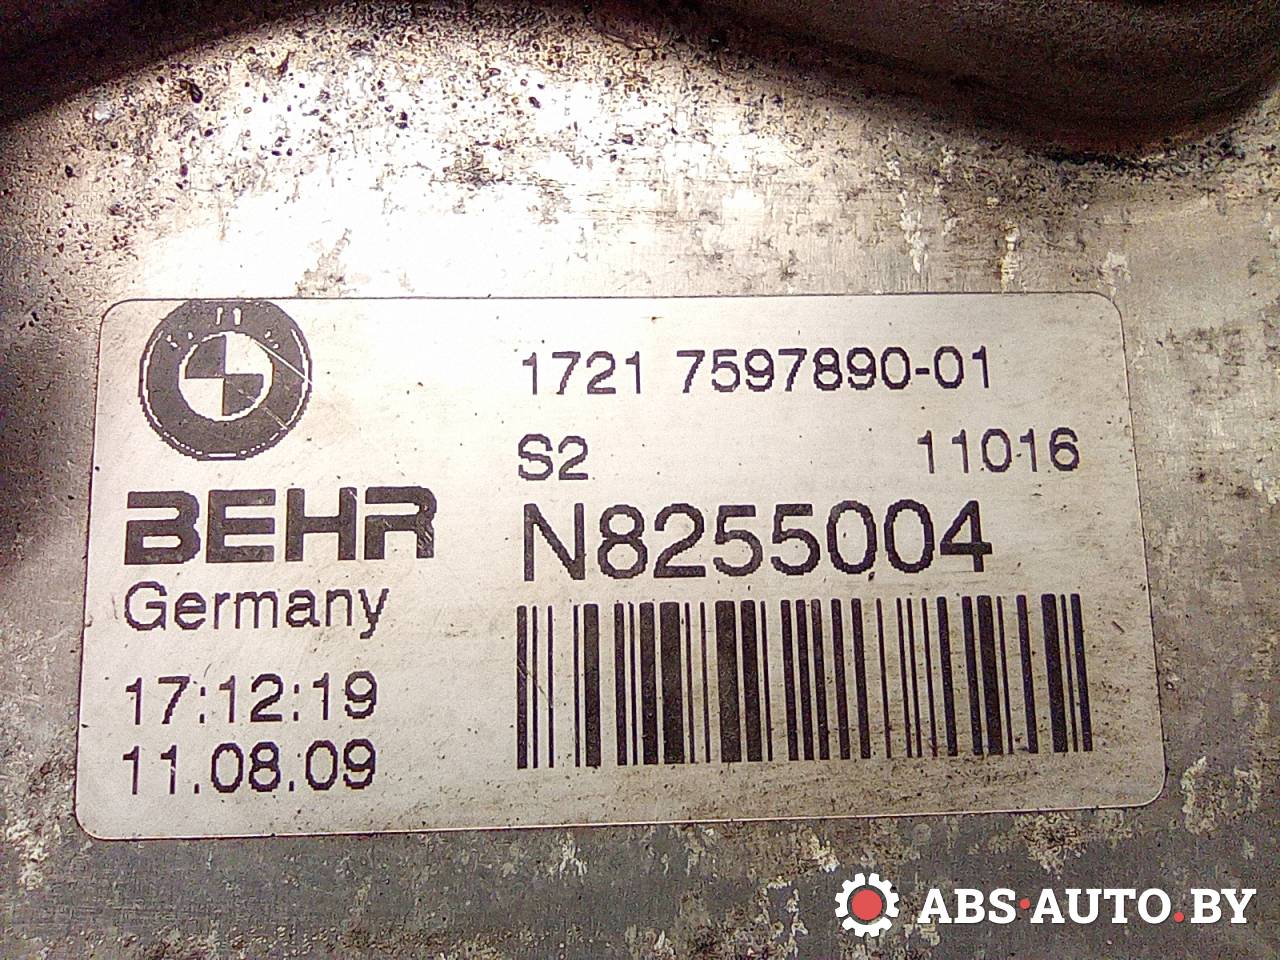 1721 7597890-01
S2 11016
BEHR
N8255004
Germany
17:12:19
11.08.09
ABS·AUTO.BY